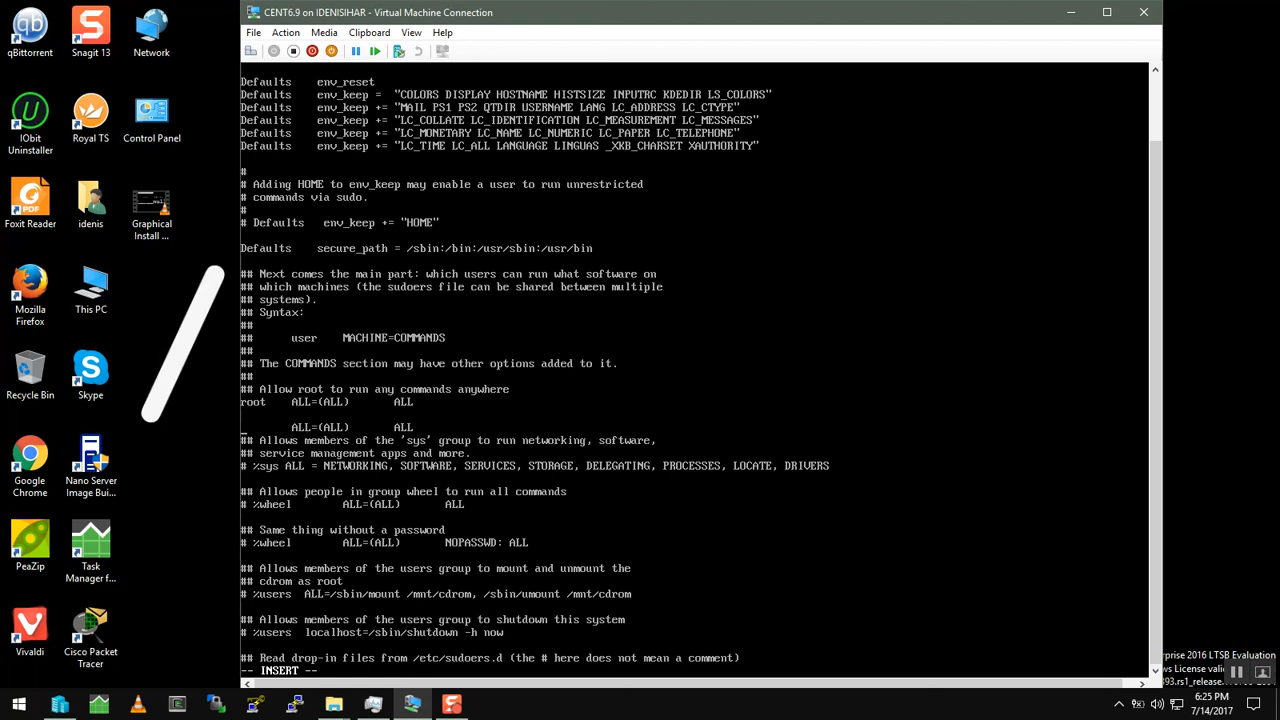 qBittorrent
Snagit 13
Network
IObit
Uninstaller
Royal TS
Control Panel
Foxit Reader
idenis
Graphical
Install ...
Mozilla
Firefox
This PC
Recycle Bin
Skype
Google
Chrome
Nano Server
Image Bui...
PeaZip
Task
Manager f...
Vivaldi
Cisco Packet
Tracer
CENT6.9 on IDENISIHAR - Virtual Machine Connection
File Action Media Clipboard View Help
Defaults    env_reset
Defaults    env_keep =  "COLORS DISPLAY HOSTNAME HISTSIZE INPUTRC KDEDIR LS_COLORS"
Defaults    env_keep += "MAIL PS1 PS2 QTDIR USERNAME LANG LC_ADDRESS LC_CTYPE"
Defaults    env_keep += "LC_COLLATE LC_IDENTIFICATION LC_MEASUREMENT LC_MESSAGES"
Defaults    env_keep += "LC_MONETARY LC_NAME LC_NUMERIC LC_PAPER LC_TELEPHONE"
Defaults    env_keep += "LC_TIME LC_ALL LANGUAGE LINGUAS _XKB_CHARSET XAUTHORITY"
#
# Adding HOME to env_keep may enable a user to run unrestricted
# commands via sudo.
#
# Defaults   env_keep += "HOME"
Defaults    secure_path = /sbin:/bin:/usr/sbin:/usr/bin
## Next comes the main part: which users can run what software on
## which machines (the sudoers file can be shared between multiple
## systems).
## Syntax:
##
##      user    MACHINE=COMMANDS
##
## The COMMANDS section may have other options added to it.
##
## Allow root to run any commands anywhere
root    ALL=(ALL)       ALL
_       ALL=(ALL)       ALL
## Allows members of the 'sys' group to run networking, software,
## service management apps and more.
# %sys ALL = NETWORKING, SOFTWARE, SERVICES, STORAGE, DELEGATING, PROCESSES, LOCATE, DRIVERS
## Allows people in group wheel to run all commands
# %wheel        ALL=(ALL)       ALL
## Same thing without a password
# %wheel        ALL=(ALL)       NOPASSWD: ALL
## Allows members of the users group to mount and unmount the
## cdrom as root
# %users  ALL=/sbin/mount /mnt/cdrom, /sbin/umount /mnt/cdrom
## Allows members of the users group to shutdown this system
# %users  localhost=/sbin/shutdown -h now
## Read drop-in files from /etc/sudoers.d (the # here does not mean a comment)
-- INSERT --
rprise 2016 LTSB Evaluation
ws License valid
93.rs1_release.
6:25 PM
7/14/2017